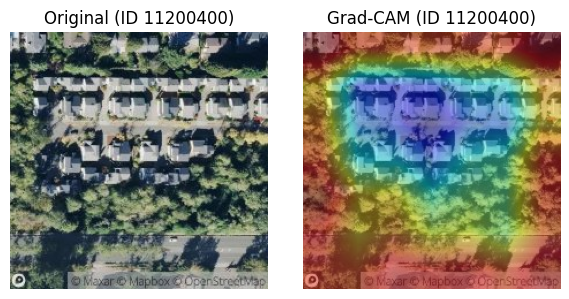 Original (ID 11200400)
Grad-CAM (ID 11200400)
© Maxar © Mapbox © OpenStreetMap
© Maxar © Mapbox © OpenStreetMap